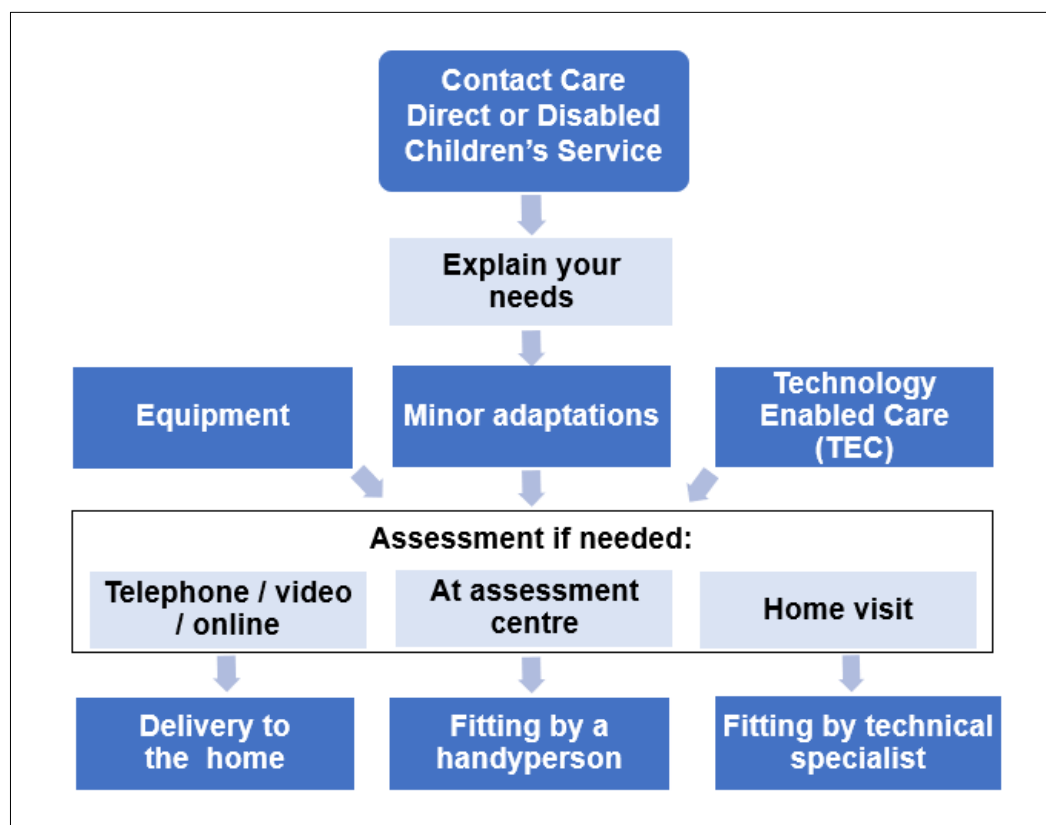 Contact Care
Direct or Disabled
Children's Service
Explain your
needs
Equipment
Minor adaptations
Technology
Enabled Care
(TEC)
Assessment if needed:
Telephone / video
/ online
At assessment
centre
Home visit
Delivery to
the home
Fitting by a
handyperson
Fitting by technical
specialist